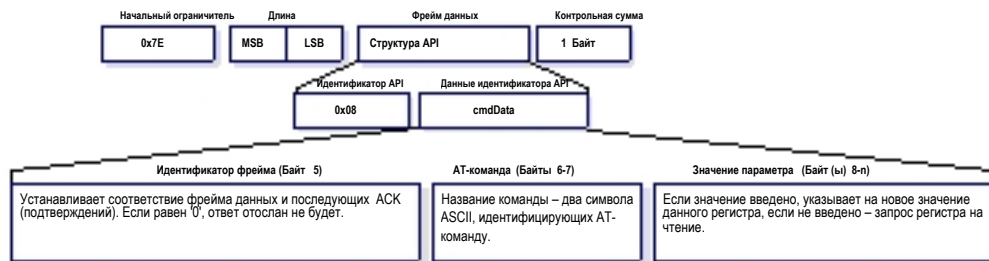 Начальный ограничитель Длина Фрейм данных Контрольная сумма
0x7E MSB LSB Структура API 1 Байт
Идентификатор API Данные идентификатора API
0x08 cmdData
Идентификатор фрейма (Байт 5) АТ-команда (Байты 6-7) Значение параметра (Байт (ы) 8-n)
Устанавливает соответствие фрейма данных и последующих ACK
(подтверждений). Если равен '0', ответ отослан не будет.
Название команды – два символа
ASCII, идентифицирующих АТ-
команду.
Если значение введено, указывает на новое значение
данного регистра, если не введено – запрос регистра на
чтение.